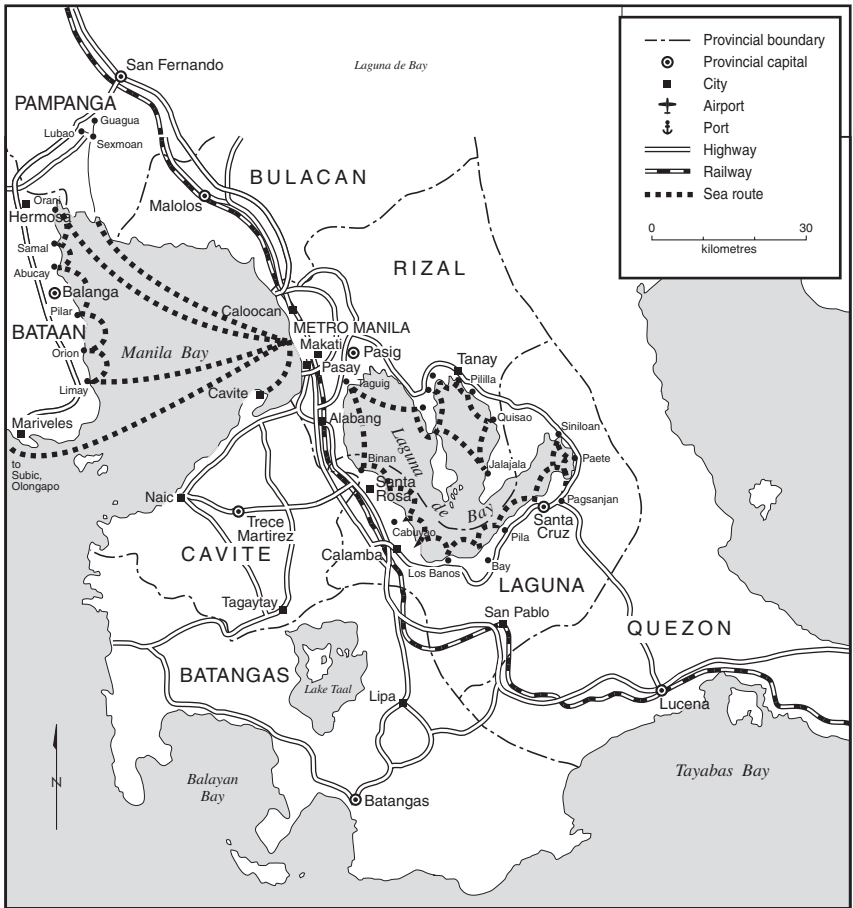 San Fernando
Laguna de Bay
PAMPANGA
Guagua
Lubao
Sexmoan
BULACAN
Orani
Hermosa
Malolos
Samal
Abucay
RIZAL
Balanga
Pilar
Caloocan
BATAAN
METRO MANILA
Manila Bay
Makati
Orion
Pasig
Tanay
Pasay
Limay
Taguig
Pililla
Cavite
Mariveles
Alabang
Quisao
Siniloan
to
Subic,
Olongapo
Binan
Laguna
de
Bay
Jalajala
Paete
Santa
Rosa
Naic
Pagsanjan
Trece
Martirez
Santa
Cruz
Cabuyao
Pila
CAVITE
Calamba
Los Banos
Bay
LAGUNA
Tagaytay
San Pablo
QUEZON
BATANGAS
Lake Taal
Lipa
Lucena
N
Balayan
Bay
Tayabas Bay
Batangas
Provincial boundary
Provincial capital
City
Airport
Port
Highway
Railway
Sea route
0 30
kilometres